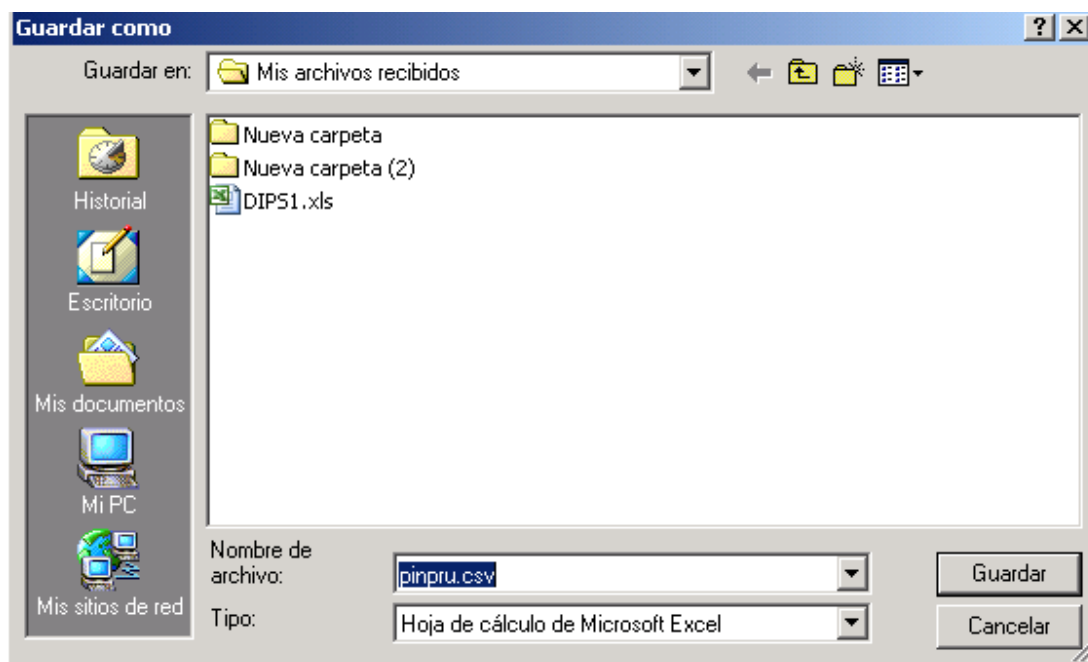 Guardar como
Guardar en:
Mis archivos recibidos
Historial
Escritorio
Mis documentos
Mi PC
Mis sitios de red
Nueva carpeta
Nueva carpeta (2)
DIPS1.xls
Nombre de
archivo:
pinpru.csv
Guardar
Tipo:
Hoja de cálculo de Microsoft Excel
Cancelar